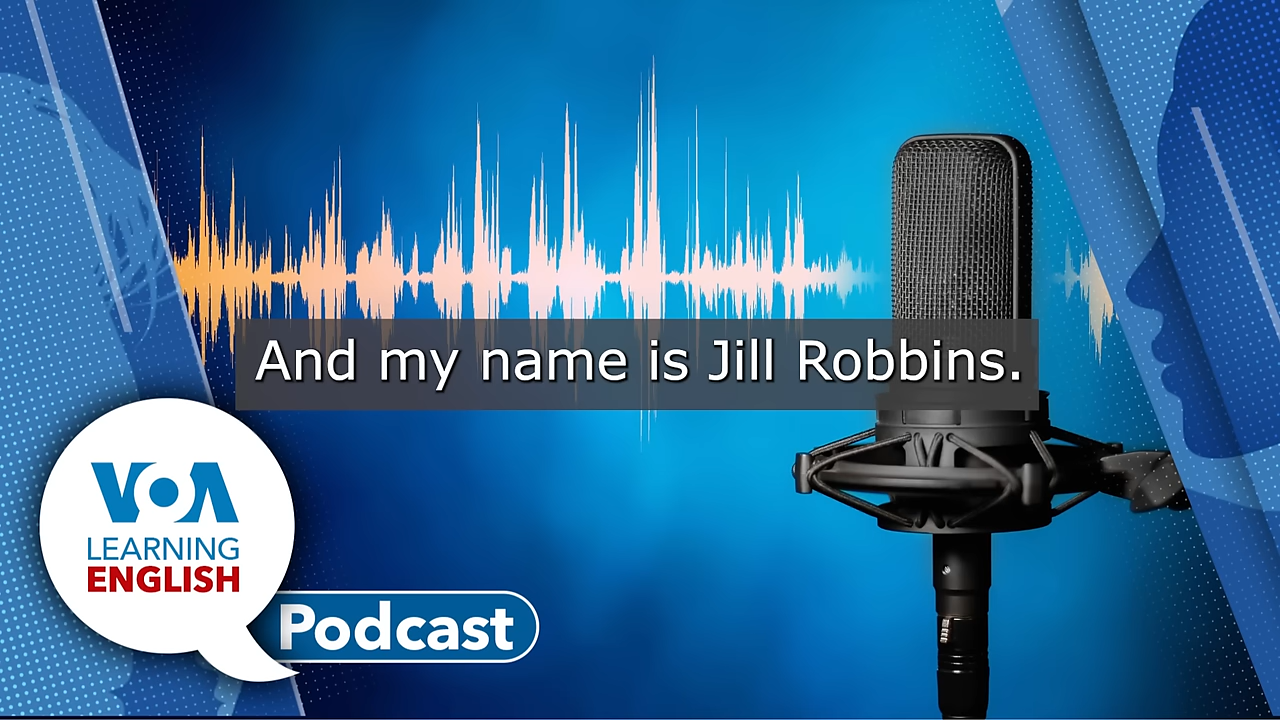 And my name is Jill Robbins.
VOA
LEARNING
ENGLISH
Podcast